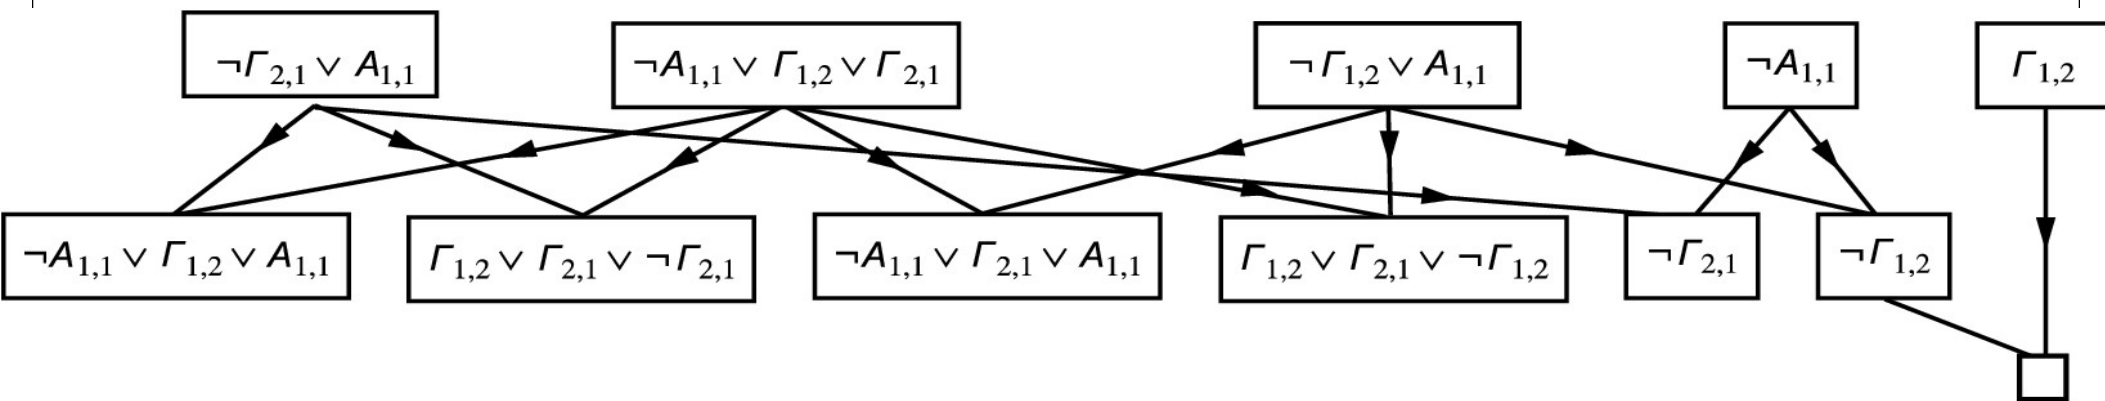 ¬Γ2,1 ∨ A1,1
¬A1,1 ∨ Γ1,2 ∨ Γ2,1
¬Γ1,2 ∨ A1,1
¬A1,1
Γ1,2
¬A1,1 ∨ Γ1,2 ∨ A1,1
Γ1,2 ∨ Γ2,1 ∨ ¬Γ2,1
¬A1,1 ∨ Γ2,1 ∨ A1,1
Γ1,2 ∨ Γ2,1 ∨ ¬Γ1,2
¬Γ2,1
¬Γ1,2